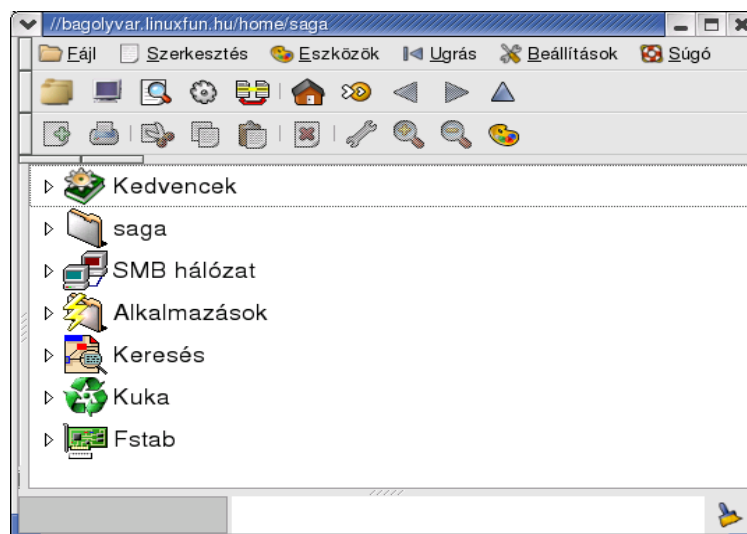 //bagolyvar.linuxfun.hu/home/saga
Fájl Szerkesztés Eszközök Ugrás Beállítások Súgó
Kedvencek
saga
SMB hálózat
Alkalmazások
Keresés
Kuka
Fstab